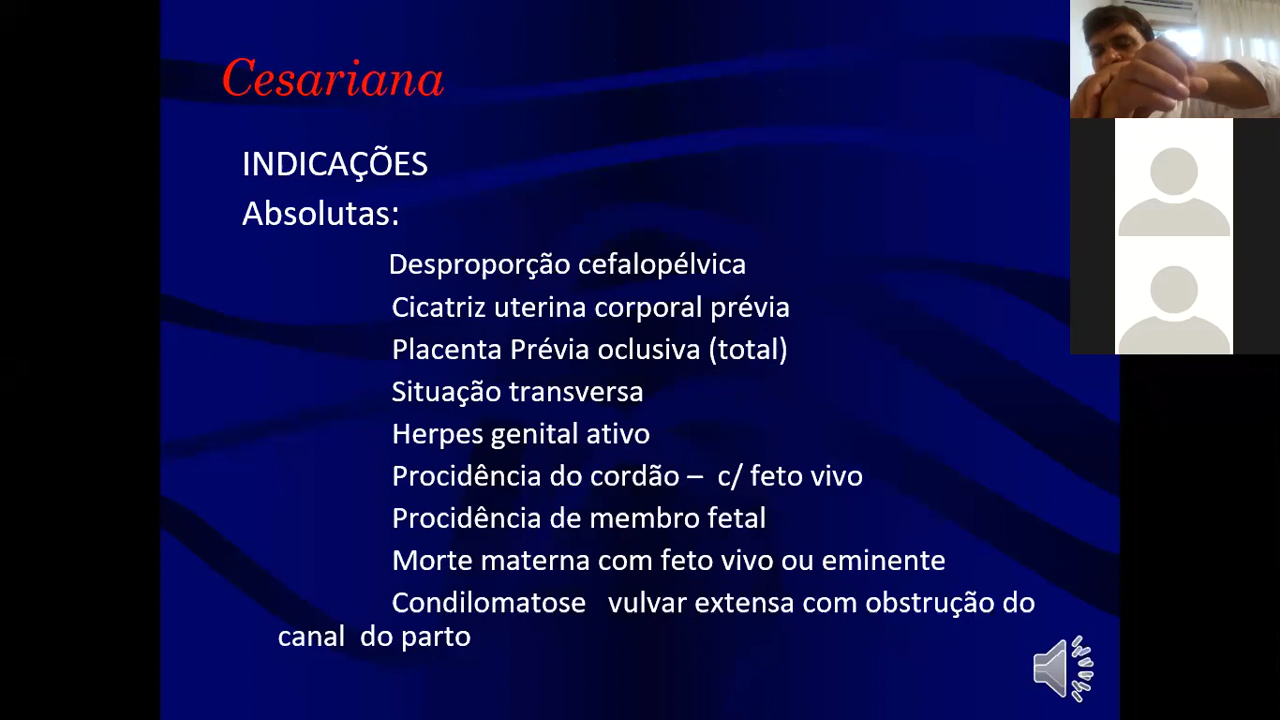 Cesariana
INDICAÇÕES
Absolutas:
Desproporção cefalopélvica
Cicatriz uterina corporal prévia
Placenta Prévia oclusiva (total)
Situação transversa
Herpes genital ativo
Procidência do cordão – c/ feto vivo
Procidência de membro fetal
Morte materna com feto vivo ou eminente
Condilomatose vulvar extensa com obstrução do
canal do parto